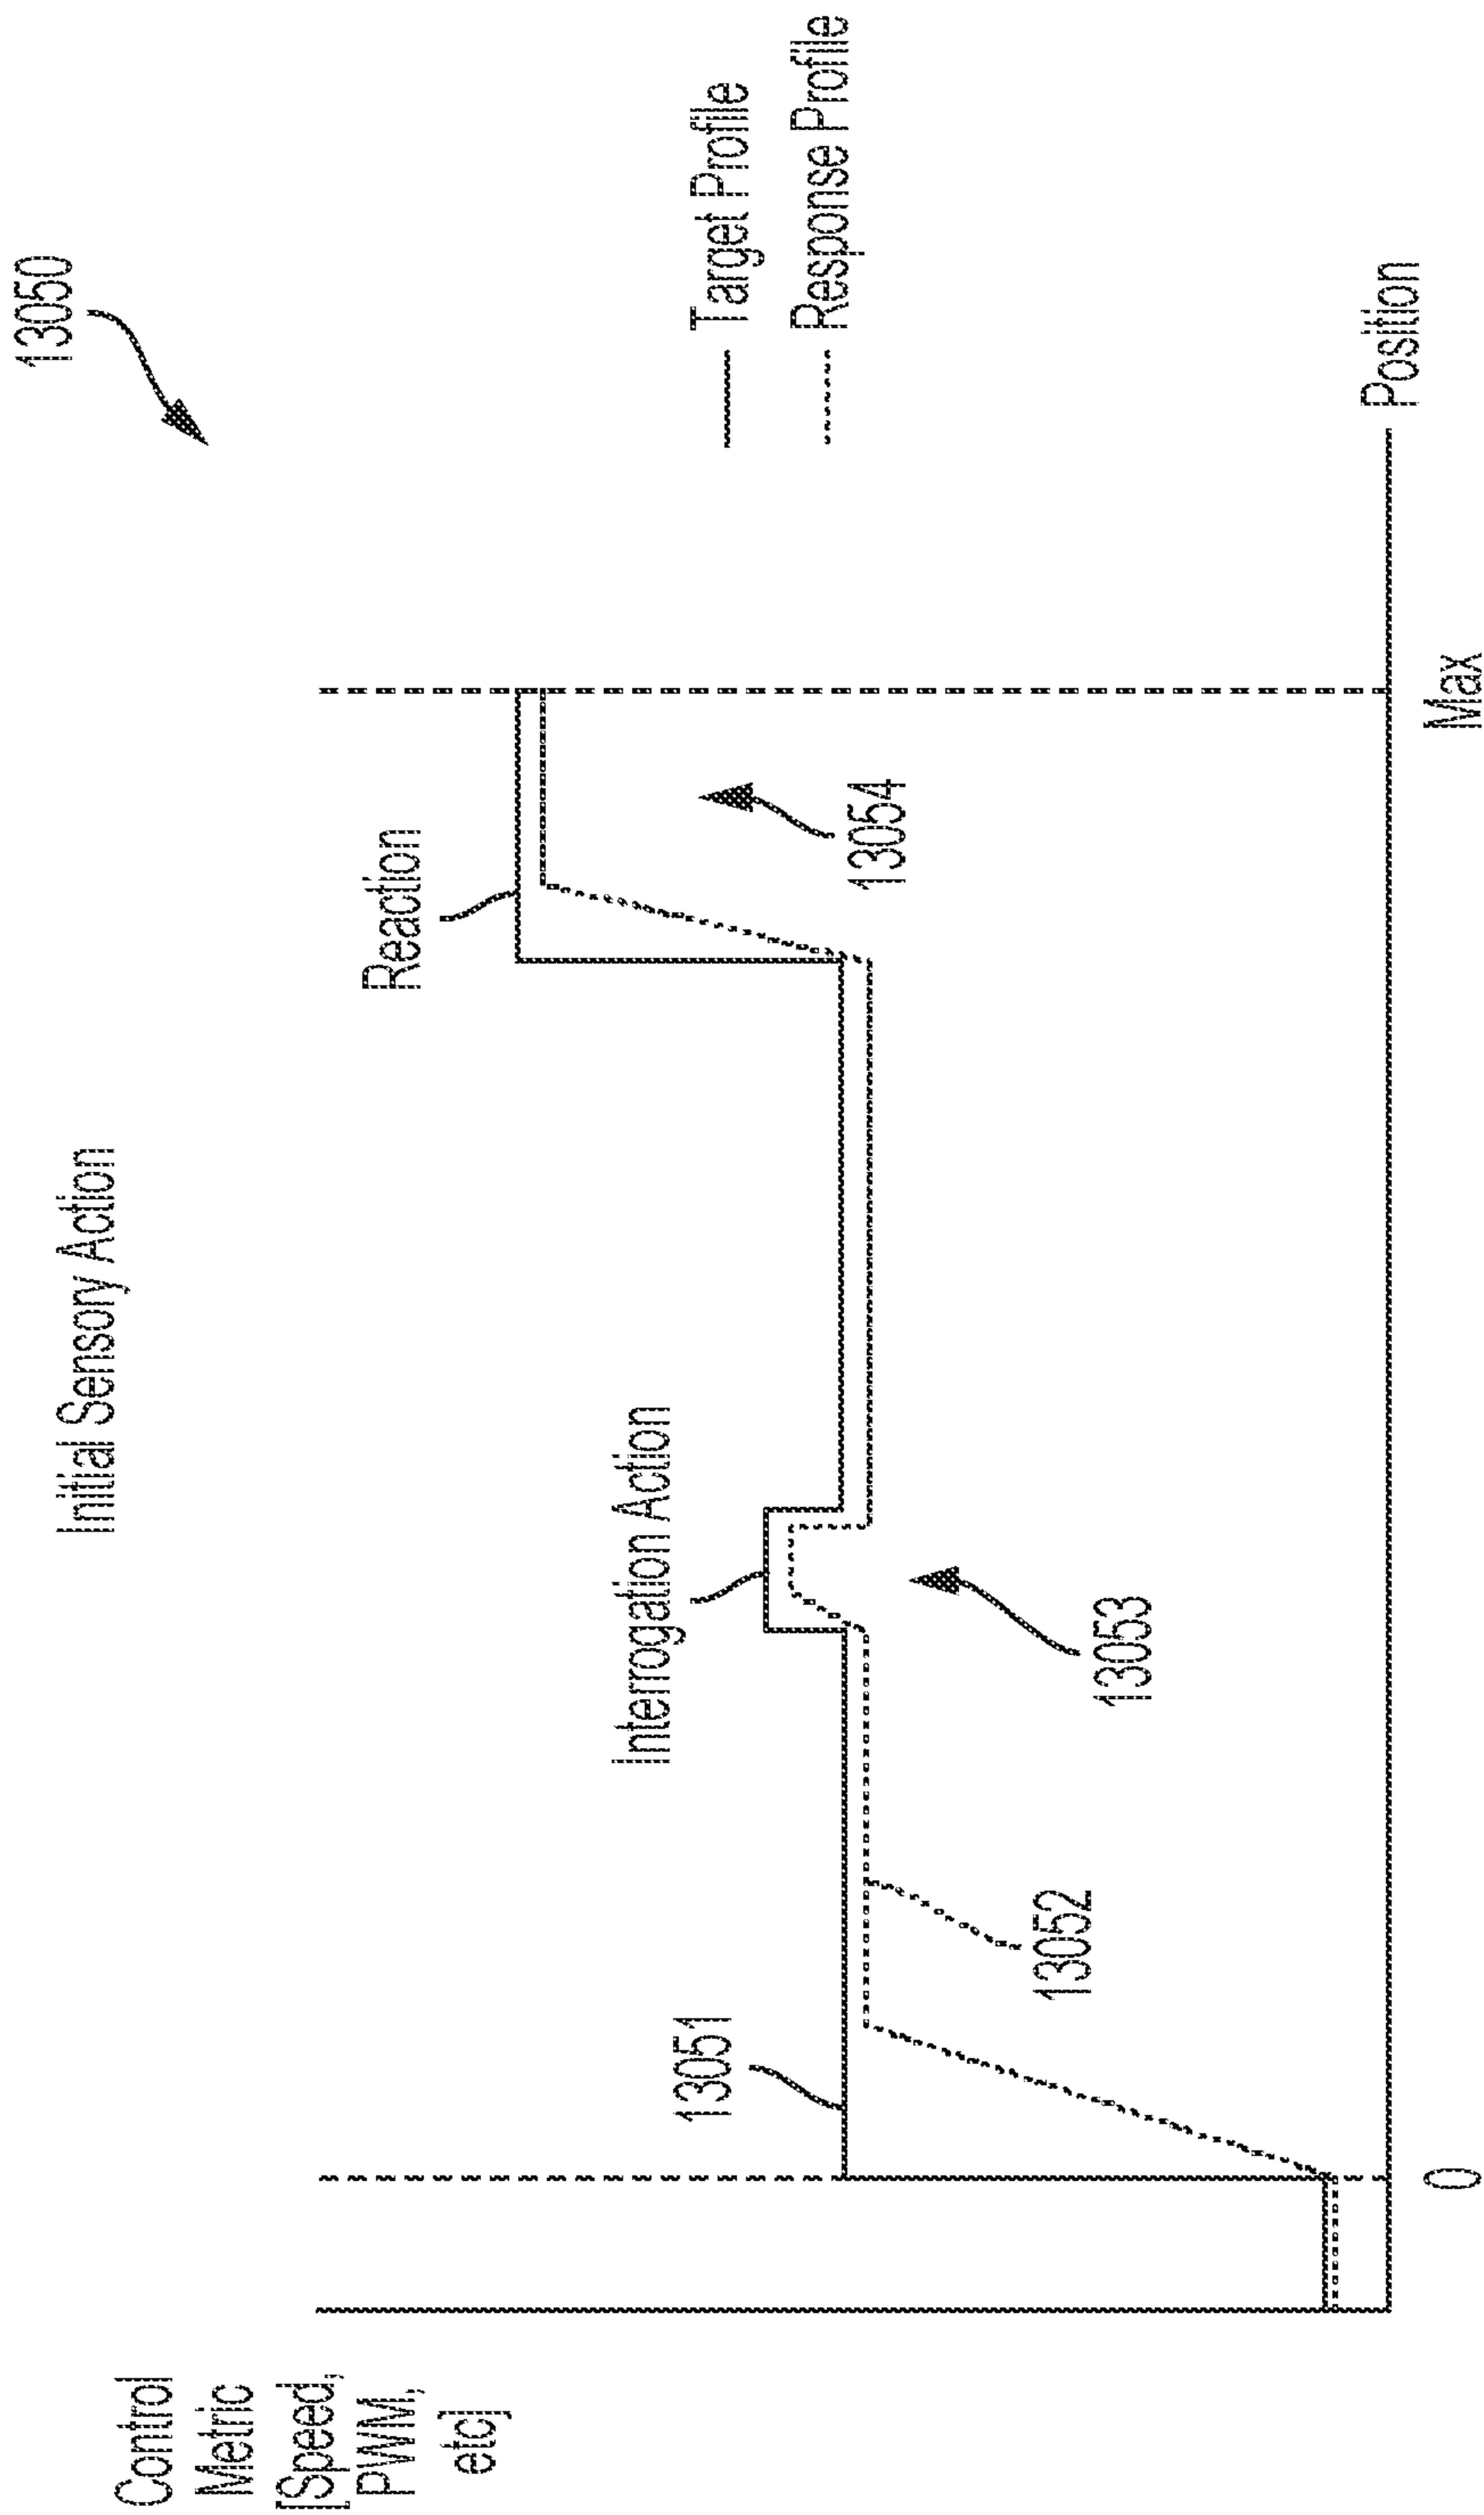 13050
Initial Sensory Action
Control
Metric
[Speed,
PWM,
etc]
Reaction
Interrogation Action
Target Profile
Response Profile
13051
13052
13053
13054
0
Max
Position